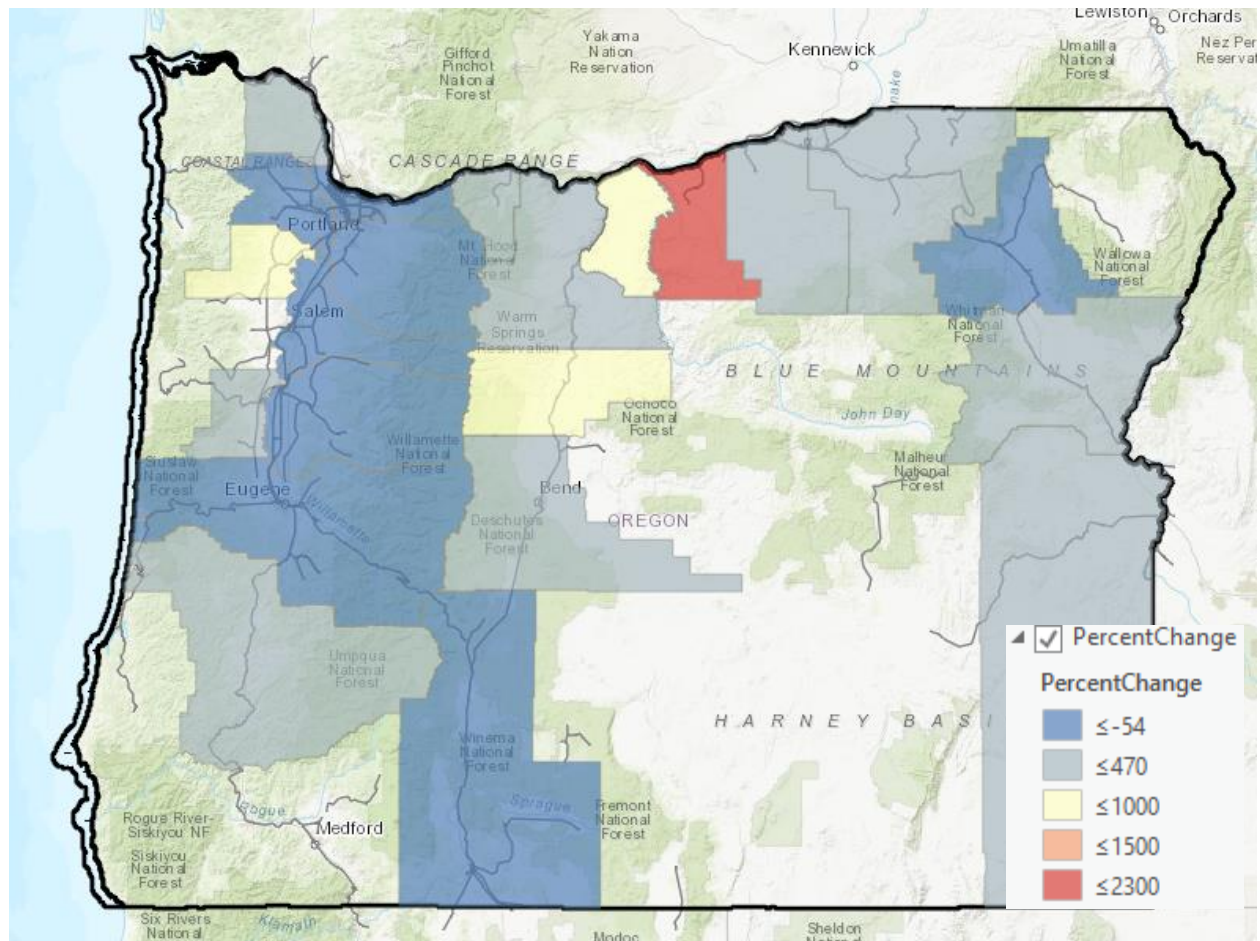 Lewiston
Orchards
Yakama
Nation
Reservation
Kennewick
Gifford
Pinchot
National
Forest
Umatilla
National
Forest
Nez Per
Reservat
nake
COASTAL RANGE
CASCADE RANGE
Portland
Mt Hood
National
Forest
Wallowa
National
Forest
Salem
Warm
Springs
Reservation
Whitman
National
Forest
BLUE MOUNTAINS
Ochoco
National
Forest
John Day
Willamette
National
Forest
Malheur
National
Forest
Siuslaw
National
Forest
Eugene
Willamette
Bend
Deschutes
National
Forest
OREGON
Umpqua
National
Forest
PercentChange
PercentChange
≤-54
≤470
≤1000
≤1500
≤2300
HARNEY BASI
Winema
National
Forest
Sprague
Fremont
National
Forest
Rogue River-
Siskiyou NF
Rogue
Medford
Siskiyou
National
Forest
Six Rivers
National
Klamath
Modoc
Sheldon